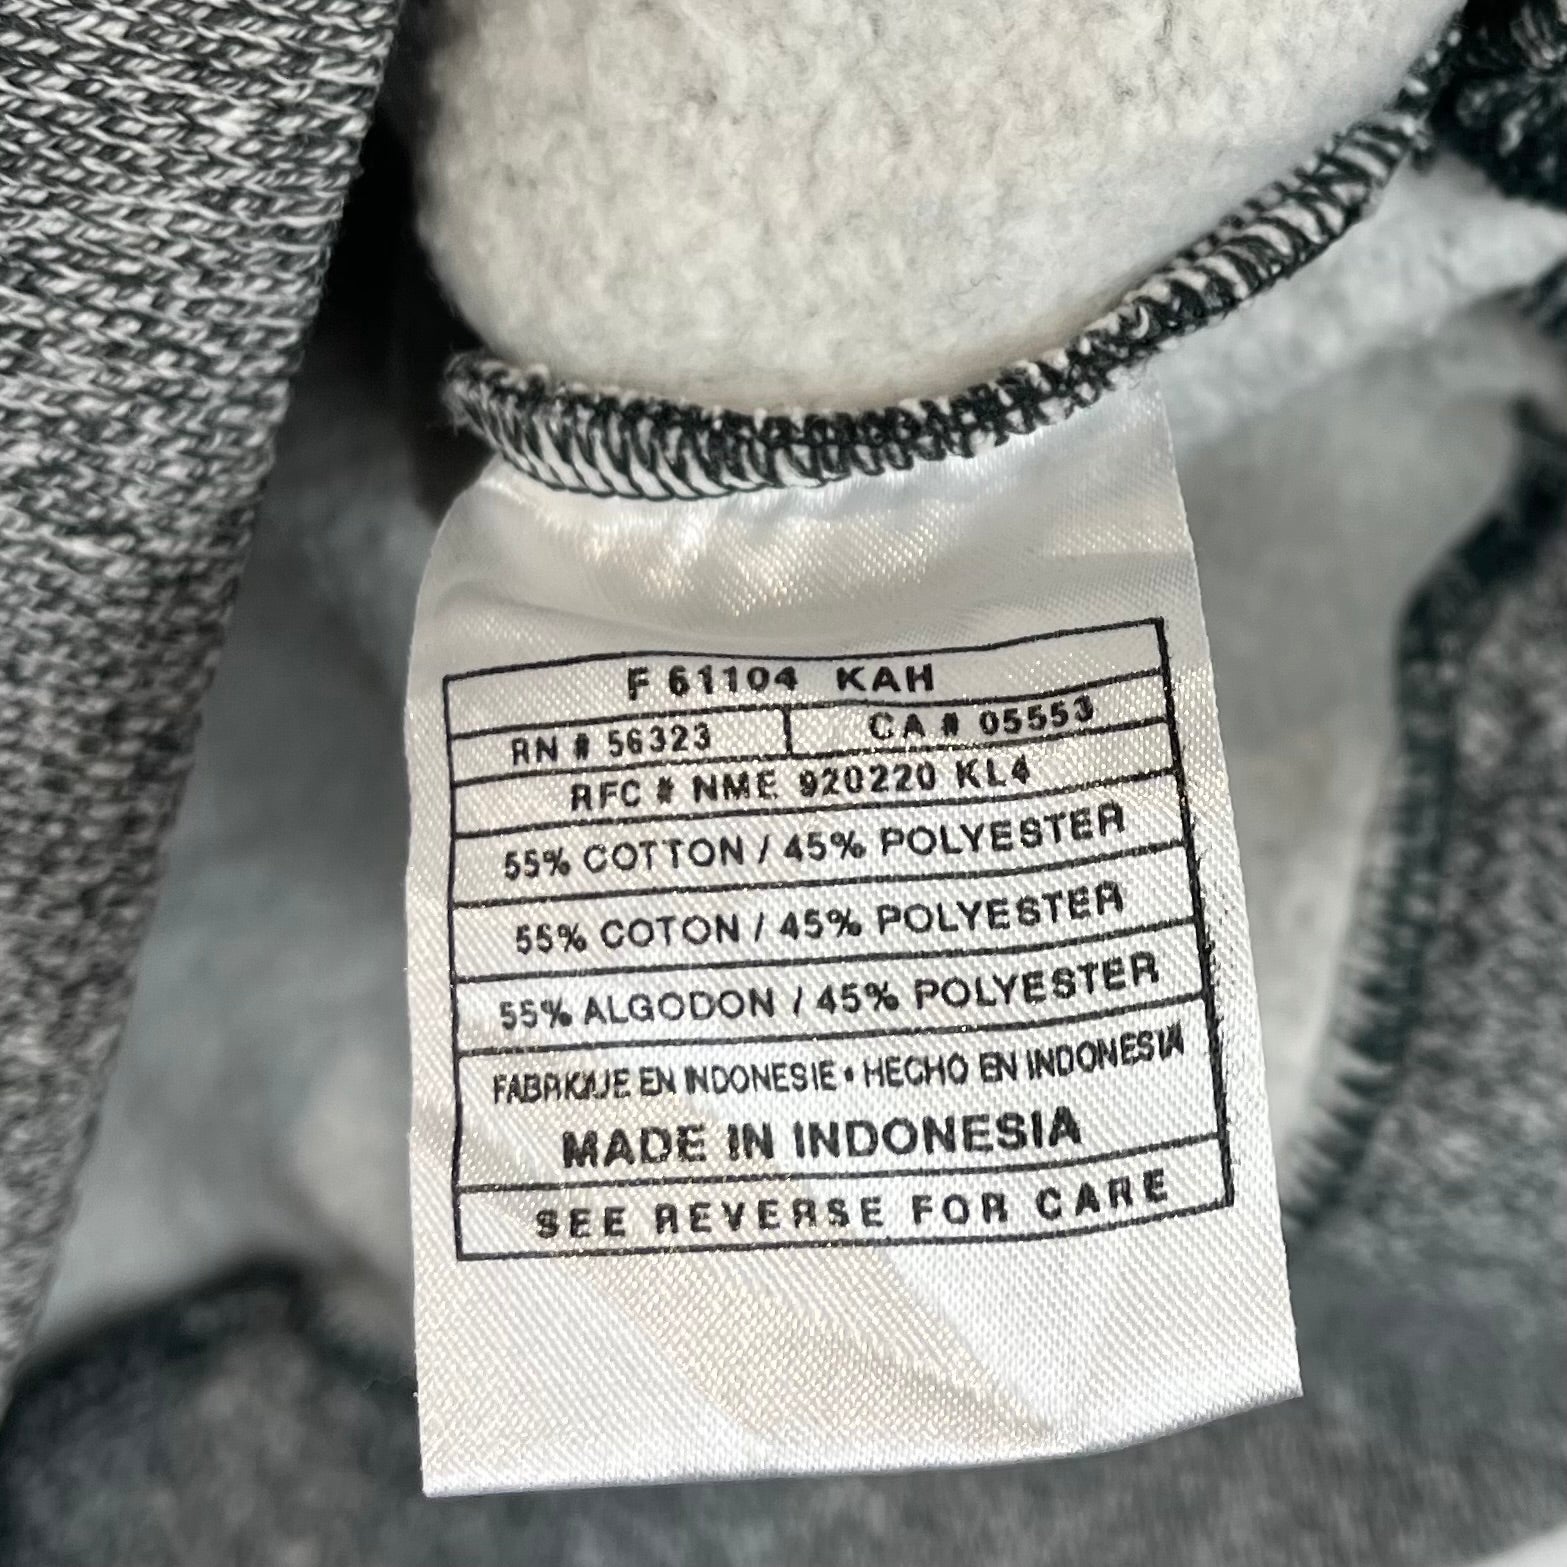 F 61104 KAH
RN # 56323 CA # 05553
RFC # NME 920220 KL4
55% COTTON / 45% POLYESTER
55% COTON / 45% POLYESTER
55% ALGODON / 45% POLYESTER
FABRIQUE EN INDONESIE • HECHO EN INDONESIA
MADE IN INDONESIA
SEE REVERSE FOR CARE